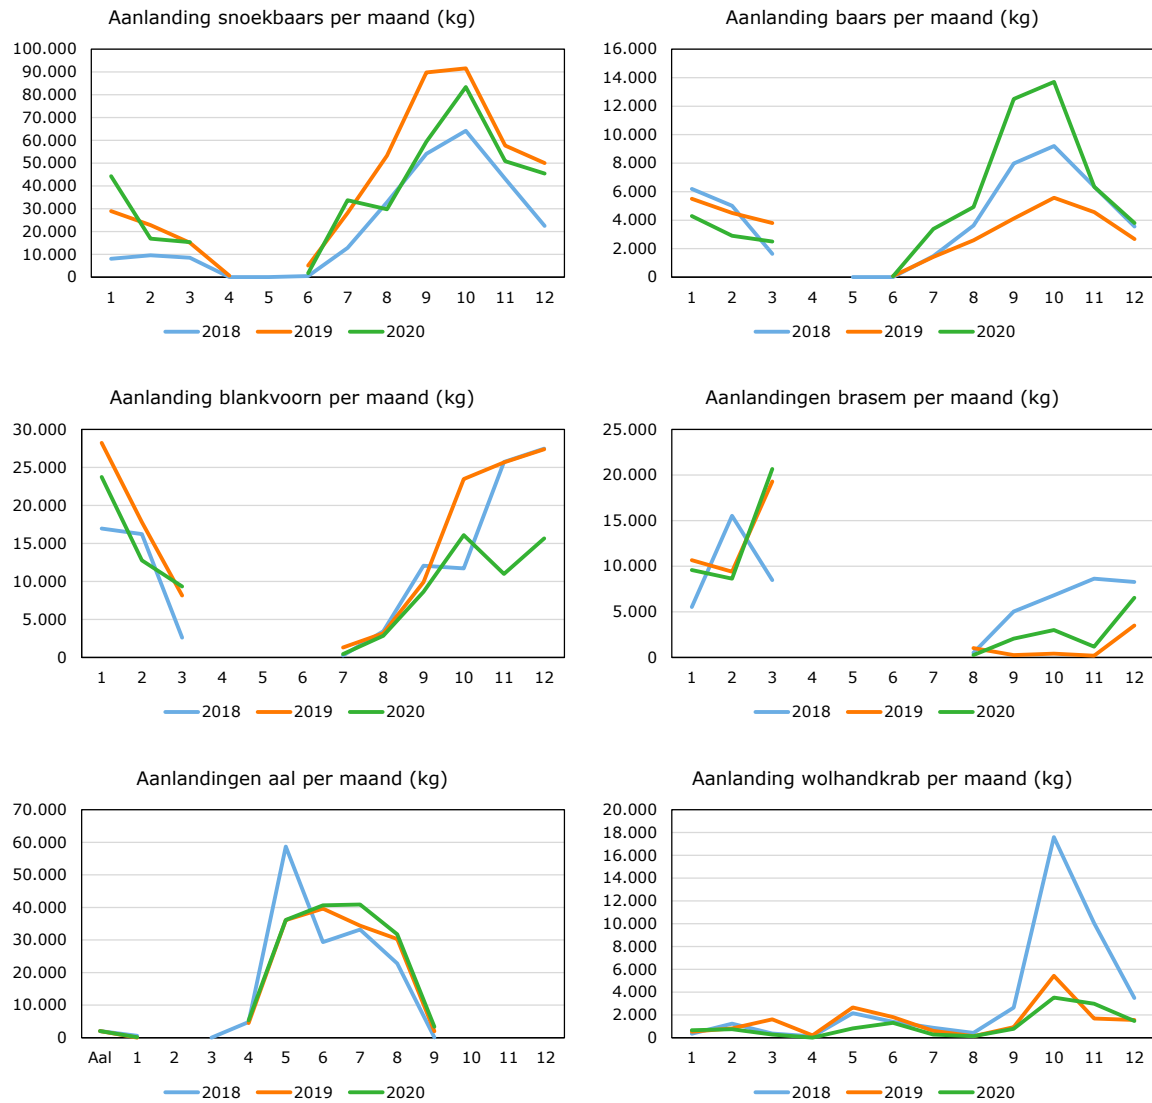 Aanlanding snoekbaars per maand (kg)
100.000
90.000
80.000
70.000
60.000
50.000
40.000
30.000
20.000
10.000
0
1 2 3 4 5 6 7 8 9 10 11 12
2018 2019 2020
Aanlanding baars per maand (kg)
16.000
14.000
12.000
10.000
8.000
6.000
4.000
2.000
0
1 2 3 4 5 6 7 8 9 10 11 12
2018 2019 2020
Aanlanding blankvoorn per maand (kg)
30.000
25.000
20.000
15.000
10.000
5.000
0
1 2 3 4 5 6 7 8 9 10 11 12
2018 2019 2020
Aanlandingen brasem per maand (kg)
25.000
20.000
15.000
10.000
5.000
0
1 2 3 4 5 6 7 8 9 10 11 12
2018 2019 2020
Aanlandingen aal per maand (kg)
70.000
60.000
50.000
40.000
30.000
20.000
10.000
0
Aal 1 2 3 4 5 6 7 8 9 10 11 12
2018 2019 2020
Aanlanding wolhandkrab per maand (kg)
20.000
18.000
16.000
14.000
12.000
10.000
8.000
6.000
4.000
2.000
0
1 2 3 4 5 6 7 8 9 10 11 12
2018 2019 2020